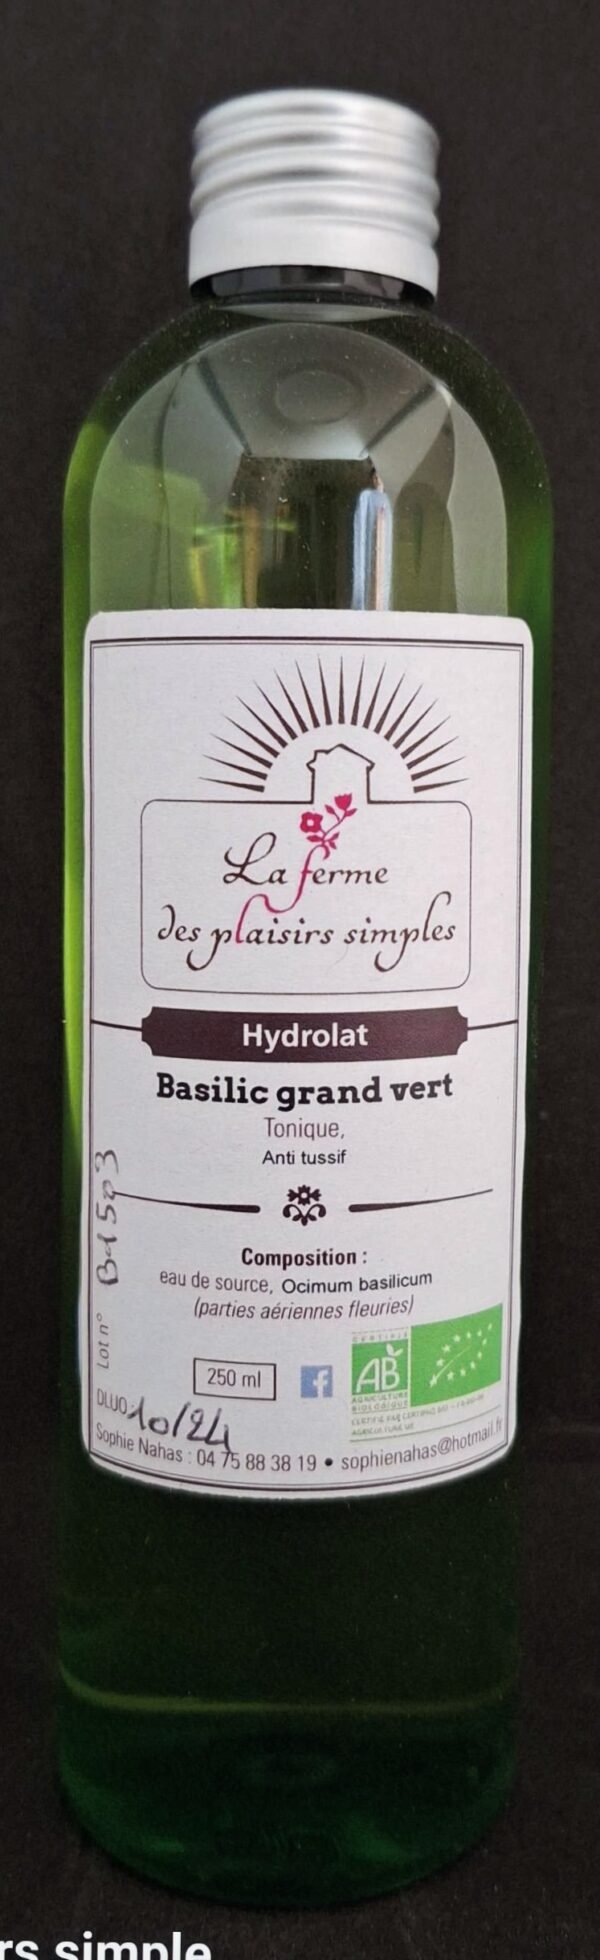 La ferme
des plaisirs simples
Hydrolat
Basilic grand vert
Tonique,
Anti tussif
Composition :
eau de source, Ocimum basilicum
(parties aériennes fleuries)
Lot n° B1503
250 ml
CERTIFIÉ
AB
AGRICULTURE
BIOLOGIQUE
DLUO 10/24
Sophie Nahas : 04 75 88 38 19 • sophienahas@hotmail.fr
rs simple